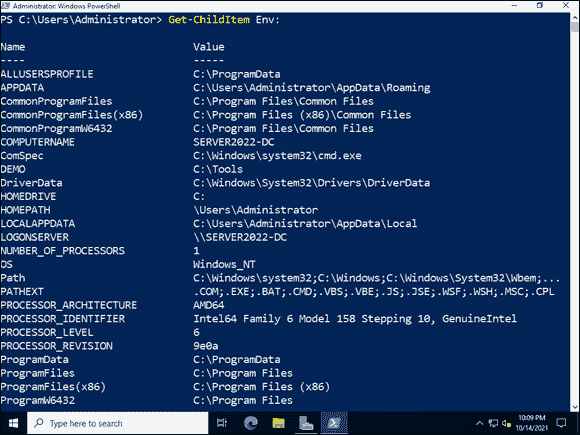 Administrator: Windows PowerShell
PS C:\Users\Administrator> Get-ChildItem Env:
Name Value
---- -----
ALLUSERSPROFILE C:\ProgramData
APPDATA C:\Users\Administrator\AppData\Roaming
CommonProgramFiles C:\Program Files\Common Files
CommonProgramFiles(x86) C:\Program Files (x86)\Common Files
CommonProgramW6432 C:\Program Files\Common Files
COMPUTERNAME SERVER2022-DC
ComSpec C:\Windows\system32\cmd.exe
DEMO C:\Tools
DriverData C:\Windows\System32\Drivers\DriverData
HOMEDRIVE C:
HOMEPATH \Users\Administrator
LOCALAPPDATA C:\Users\Administrator\AppData\Local
LOGONSERVER \\SERVER2022-DC
NUMBER_OF_PROCESSORS 1
OS Windows_NT
Path C:\Windows\system32;C:\Windows;C:\Windows\System32\Wbem;...
PATHEXT .COM;.EXE;.BAT;.CMD;.VBS;.VBE;.JS;.JSE;.WSF;.WSH;.MSC;.CPL
PROCESSOR_ARCHITECTURE AMD64
PROCESSOR_IDENTIFIER Intel64 Family 6 Model 158 Stepping 10, GenuineIntel
PROCESSOR_LEVEL 6
PROCESSOR_REVISION 9e0a
ProgramData C:\ProgramData
ProgramFiles C:\Program Files
ProgramFiles(x86) C:\Program Files (x86)
ProgramW6432 C:\Program Files
Type here to search
10:09 PM
10/14/2021